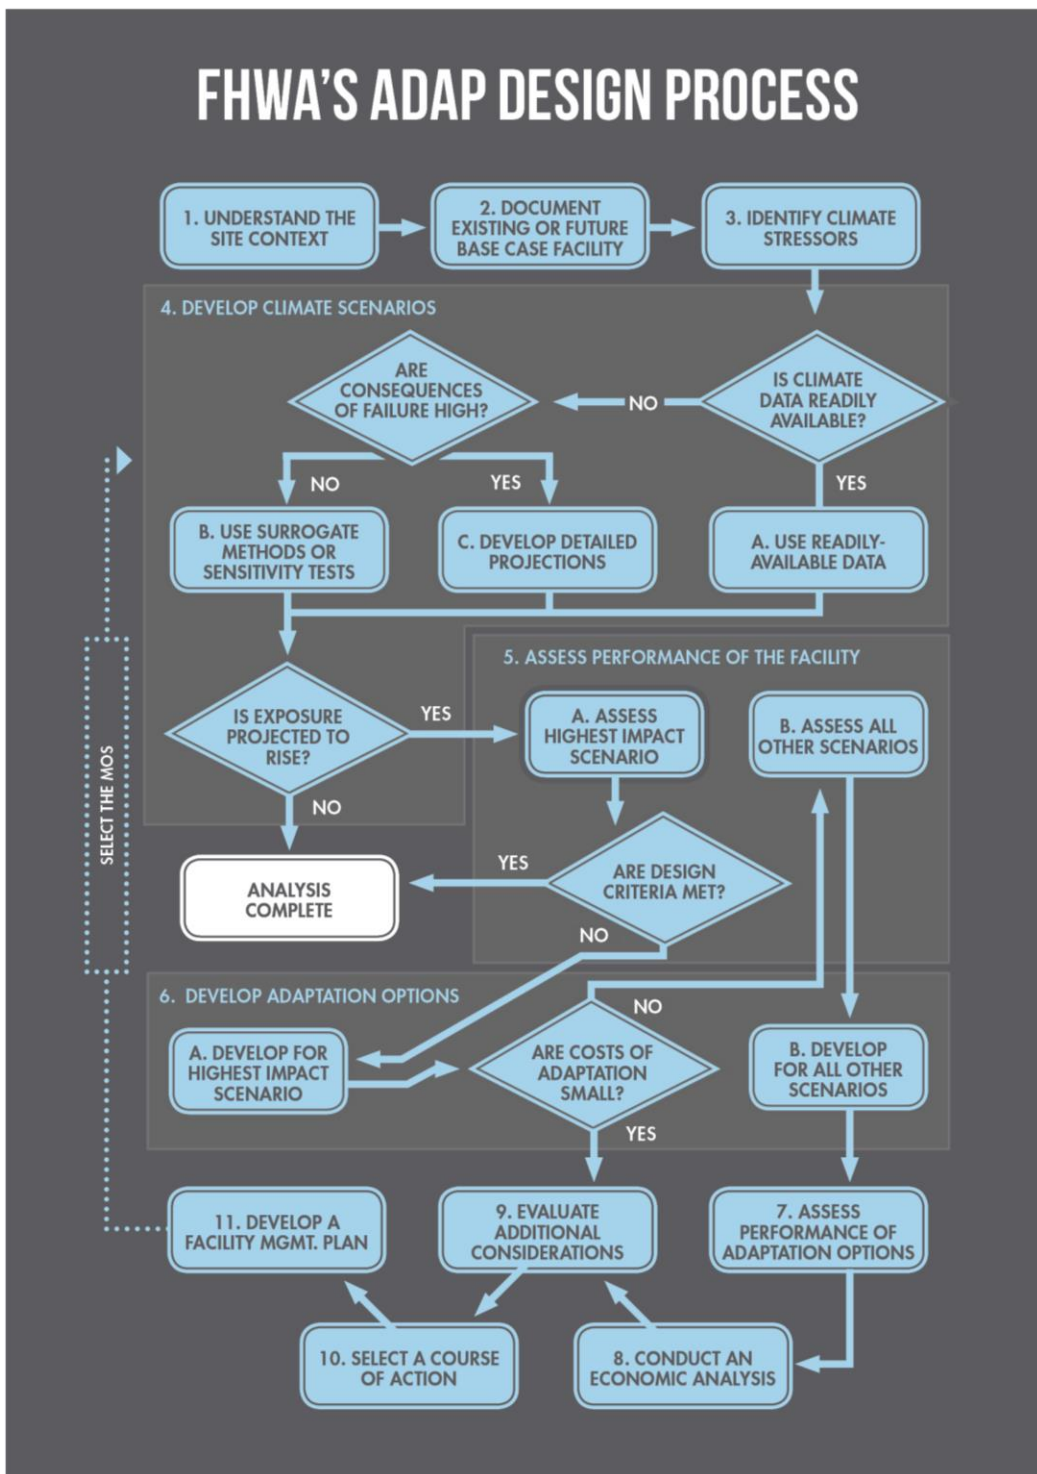 FHWA'S ADAP DESIGN PROCESS
1. UNDERSTAND THE
SITE CONTEXT
2. DOCUMENT
EXISTING OR FUTURE
BASE CASE FACILITY
3. IDENTIFY CLIMATE
STRESSORS
4. DEVELOP CLIMATE SCENARIOS
IS CLIMATE
DATA READILY
AVAILABLE?
NO
ARE
CONSEQUENCES
OF FAILURE HIGH?
NO
YES
YES
B. USE SURROGATE
METHODS OR
SENSITIVITY TESTS
C. DEVELOP DETAILED
PROJECTIONS
A. USE READILY-
AVAILABLE DATA
IS EXPOSURE
PROJECTED TO
RISE?
YES
NO
5. ASSESS PERFORMANCE OF THE FACILITY
A. ASSESS
HIGHEST IMPACT
SCENARIO
B. ASSESS ALL
OTHER SCENARIOS
ARE DESIGN
CRITERIA MET?
YES
NO
ANALYSIS
COMPLETE
6. DEVELOP ADAPTATION OPTIONS
A. DEVELOP FOR
HIGHEST IMPACT
SCENARIO
ARE COSTS OF
ADAPTATION
SMALL?
NO
YES
B. DEVELOP
FOR ALL OTHER
SCENARIOS
7. ASSESS
PERFORMANCE OF
ADAPTATION OPTIONS
8. CONDUCT AN
ECONOMIC ANALYSIS
9. EVALUATE
ADDITIONAL
CONSIDERATIONS
10. SELECT A COURSE
OF ACTION
11. DEVELOP A
FACILITY MGMT. PLAN
SELECT THE MOS